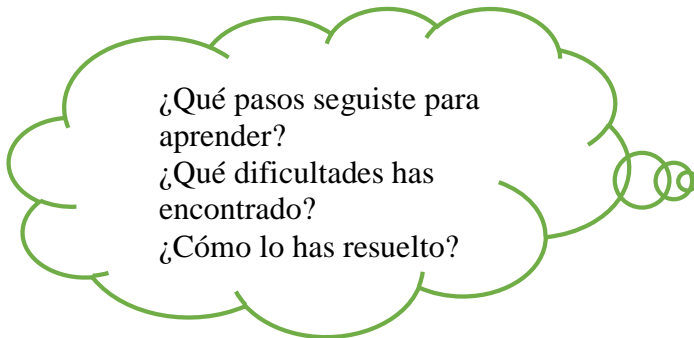 ¿Qué pasos seguiste para
aprender?
¿Qué dificultades has
encontrado?
¿Cómo lo has resuelto?